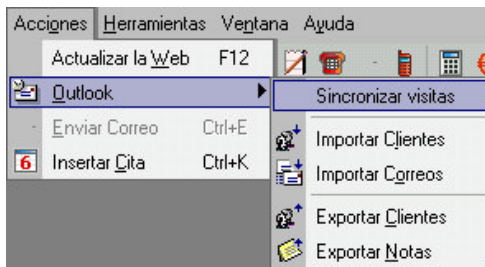 Acciones Herramientas Ventana Ayuda
Actualizar la Web F12
Outlook
Sincronizar visitas
Enviar Correo Ctrl+E
Importar Clientes
6 Insertar Cita Ctrl+K
Importar Correos
Exportar Clientes
Exportar Notas